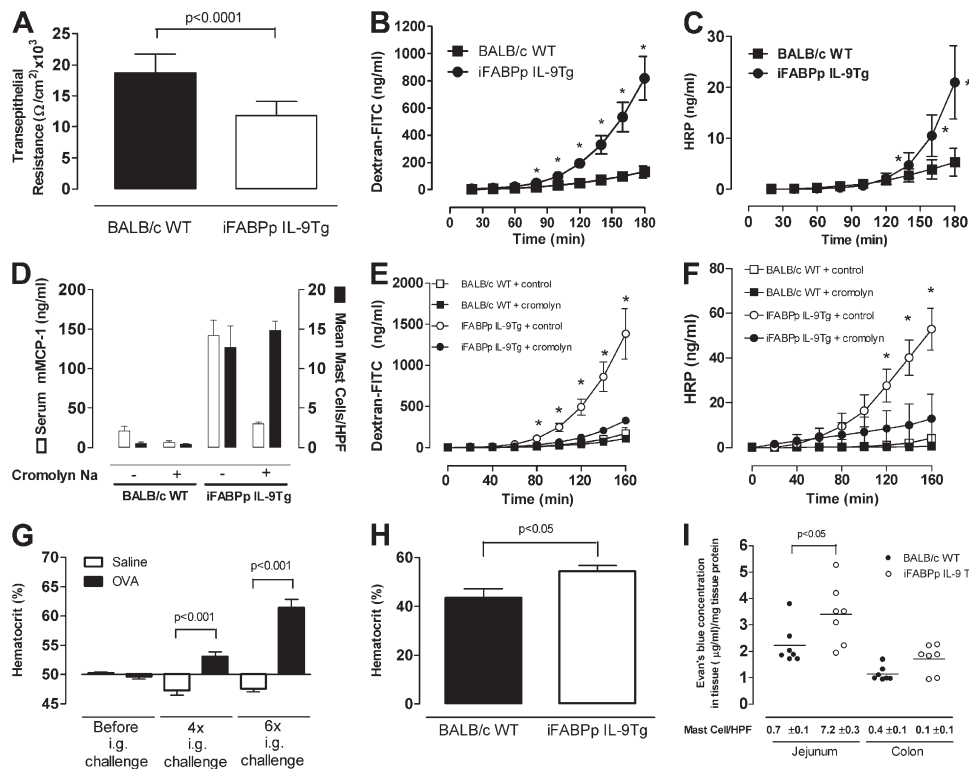 A
p<0.0001
Transepithelial
Resistance (Ω/cm²) x10³
25
20
15
10
5
0
BALB/c WT
iFABPp IL-9Tg
B
BALB/c WT
iFABPp IL-9Tg
Dextran-FITC (ng/ml)
1200
1000
800
600
400
200
0
* * * * * *
0 20 40 60 80 100 120 140 160 180
Time (min)
C
BALB/c WT
iFABPp IL-9Tg
HRP (ng/ml)
30
20
10
0
* * *
0 30 60 90 120 150 180
Time (min)
D
Serum mMCP-1 (ng/ml)
200
150
100
50
0
Mean Mast Cells/HPF
20
15
10
5
0
Cromolyn Na - + - +
BALB/c WT
iFABPp IL-9Tg
E
BALB/c WT + control
BALB/c WT + cromolyn
iFABPp IL-9Tg + control
iFABPp IL-9Tg + cromolyn
Dextran-FITC (ng/ml)
2000
1500
1000
500
0
* * * * *
0 40 80 120 160
Time (min)
F
BALB/c WT + control
BALB/c WT + cromolyn
iFABPp IL-9Tg + control
iFABPp IL-9Tg + cromolyn
HRP (ng/ml)
80
60
40
20
0
* * *
0 40 80 120 160
Time (min)
G
Saline
OVA
p<0.001
p<0.001
Hematocrit (%)
70
65
60
55
50
45
Before
i.g.
challenge
4x
i.g.
challenge
6x
i.g.
challenge
H
p<0.05
Hematocrit (%)
60
40
20
0
BALB/c WT
iFABPp IL-9Tg
I
p<0.05
BALB/c WT
iFABPp IL-9 T
Evan's blue concentration
in tissue ( µg/ml)/mg tissue protein
6
5
4
3
2
1
0
Mast Cell/HPF 0.7 ±0.1 7.2 ±0.3 0.4 ±0.1 0.1 ±0.1
Jejunum
Colon